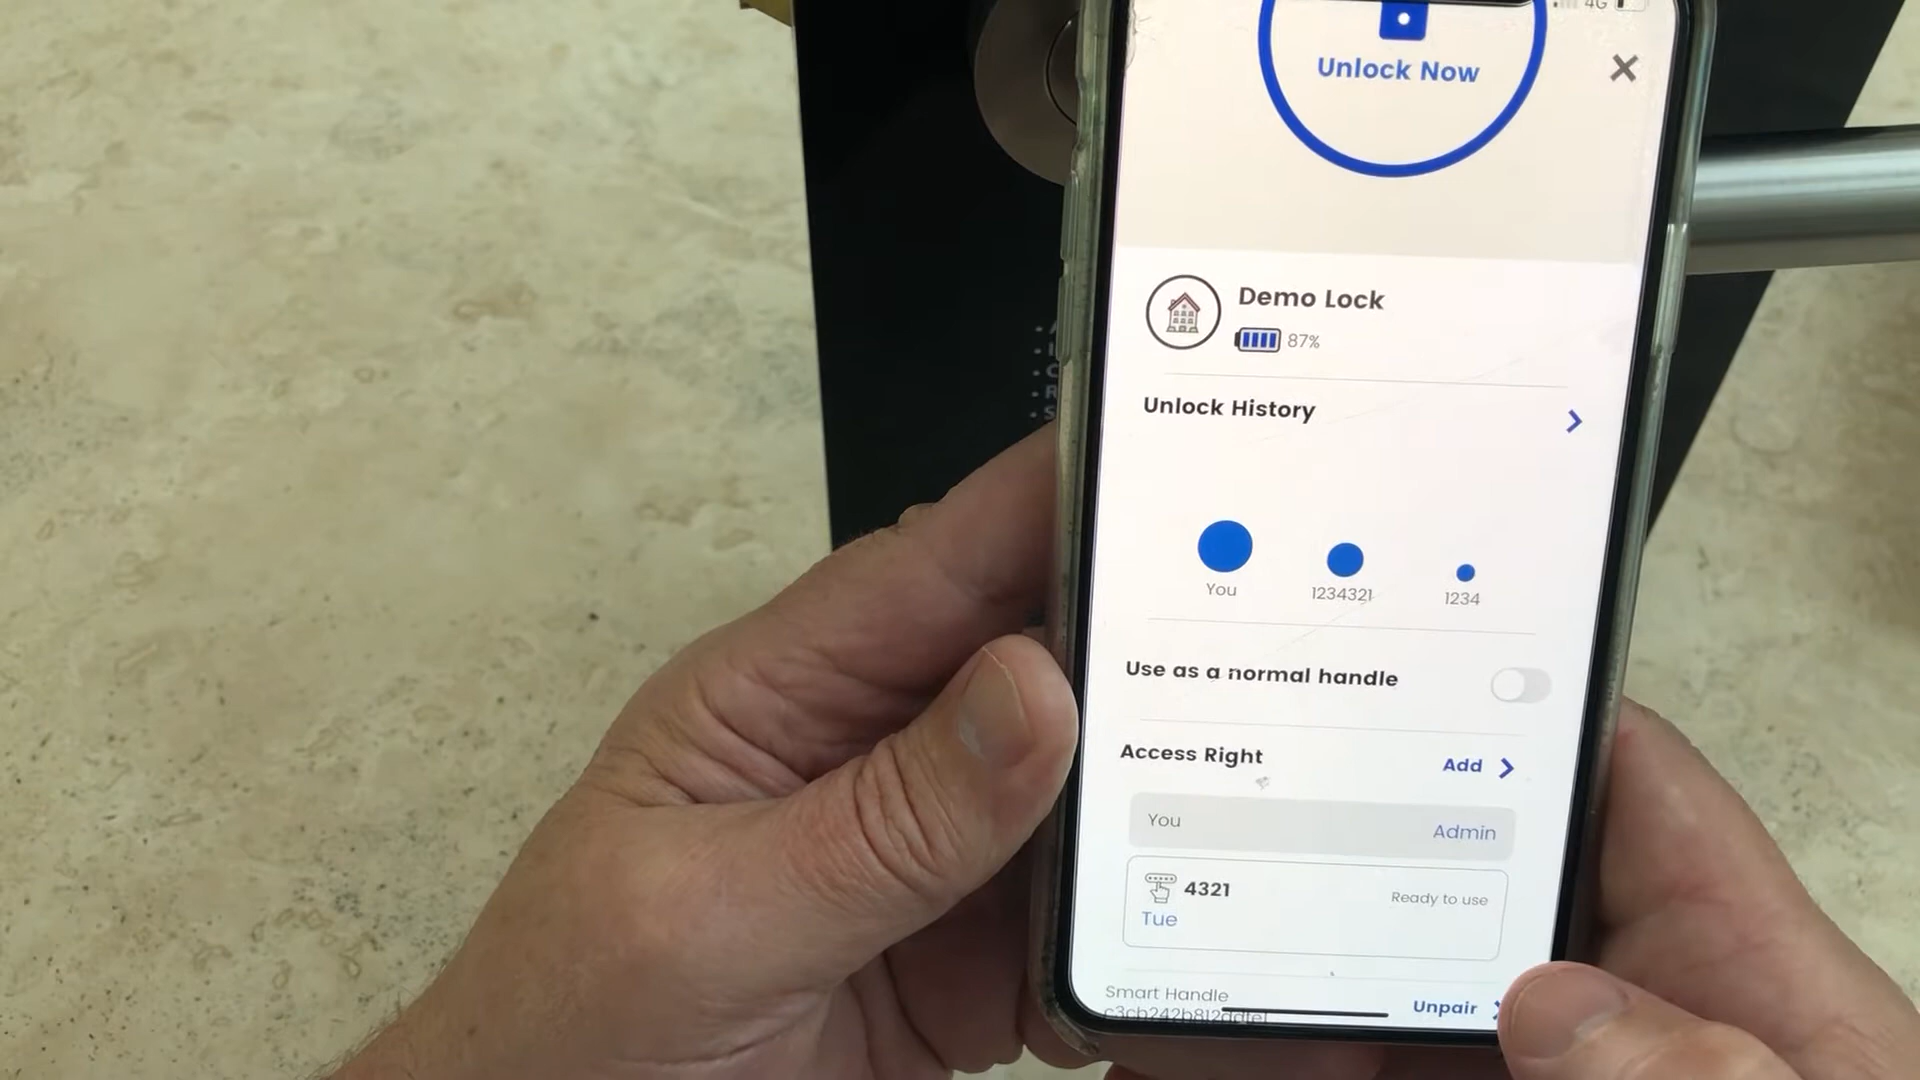 4G
Unlock Now
Demo Lock
87%
Unlock History
You
1234321
1234
Use as a normal handle
Access Right
Add
You
Admin
4321
Ready to use
Tue
Smart Handle
Unpair